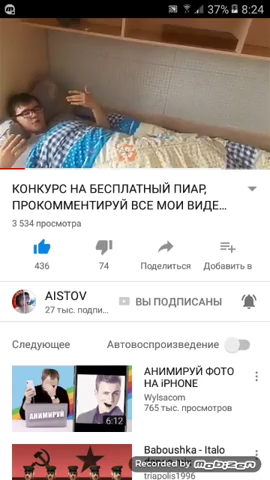 37% 8:24
КОНКУРС НА БЕСПЛАТНЫЙ ПИАР,
ПРОКОММЕНТИРУЙ ВСЕ МОИ ВИДЕ...
3 534 просмотра
436
74
Поделиться
Добавить в
AISTOV
27 тыс. подпи...
ВЫ ПОДПИСАНЫ
Следующее
Автовоспроизведение
АНИМИРУЙ ФОТО
НА iPHONE
Wylsacom
765 тыс. просмотров
АНИМИРУЙ
6:12
Baboushka - Italo
triapolis1996
Recorded by Mobizen